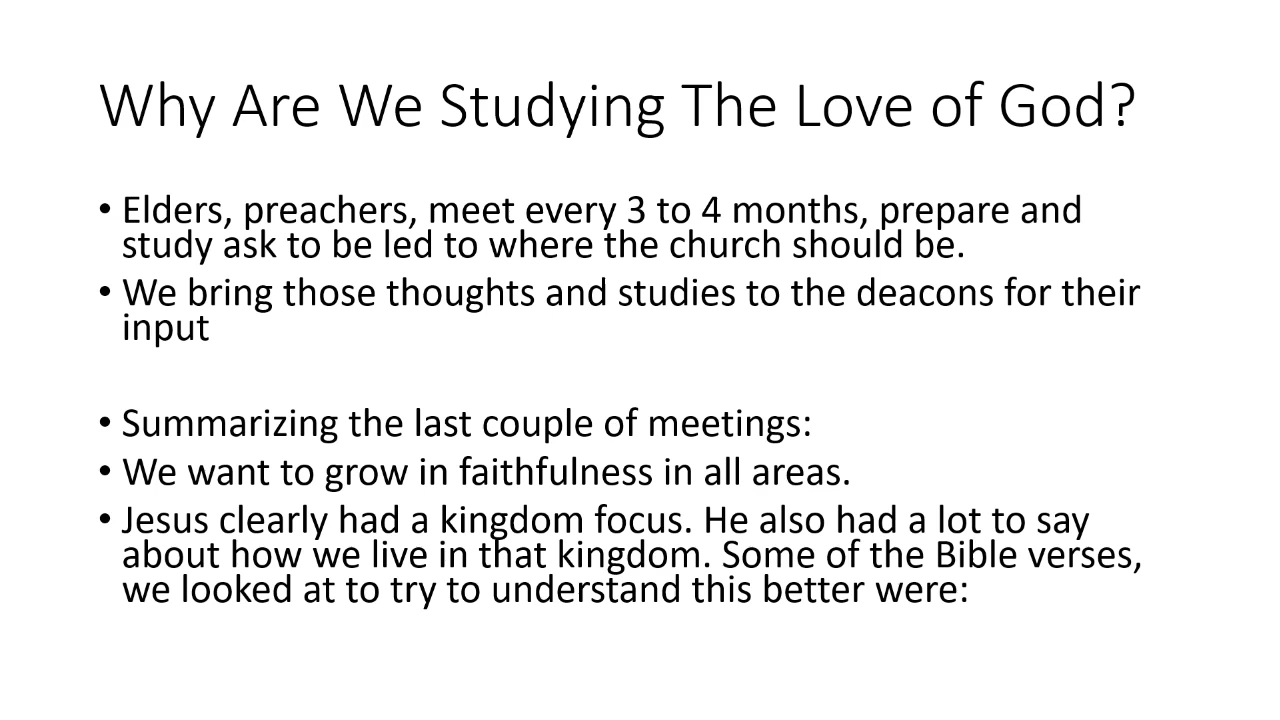 Why Are We Studying The Love of God?
• Elders, preachers, meet every 3 to 4 months, prepare and
study ask to be led to where the church should be.
• We bring those thoughts and studies to the deacons for their
input
• Summarizing the last couple of meetings:
• We want to grow in faithfulness in all areas.
• Jesus clearly had a kingdom focus. He also had a lot to say
about how we live in that kingdom. Some of the Bible verses,
we looked at to try to understand this better were: